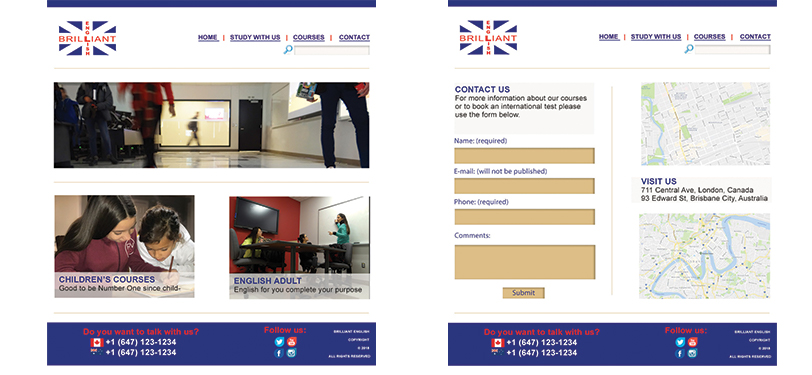 BRILLIANT
ENGLISH
HOME | STUDY WITH US | COURSES | CONTACT
CHILDREN'S COURSES
Good to be Number One since child-
ENGLISH ADULT
English for you complete your purpose
Do you want to talk with us?
+1 (647) 123-1234
+1 (647) 123-1234
Follow us:
BRILLIANT ENGLISH
COPYRIGHT
© 2018
ALL RIGHTS RESERVED
BRILLIANT
ENGLISH
HOME | STUDY WITH US | COURSES | CONTACT
CONTACT US
For more information about our courses
or to book an international test please
use the form below.
Name: (required)
E-mail: (will not be published)
Phone: (required)
Comments:
Submit
VISIT US
711 Central Ave, London, Canada
93 Edward St, Brisbane City, Australia
Do you want to talk with us?
+1 (647) 123-1234
+1 (647) 123-1234
Follow us:
BRILLIANT ENGLISH
COPYRIGHT
© 2018
ALL RIGHTS RESERVED